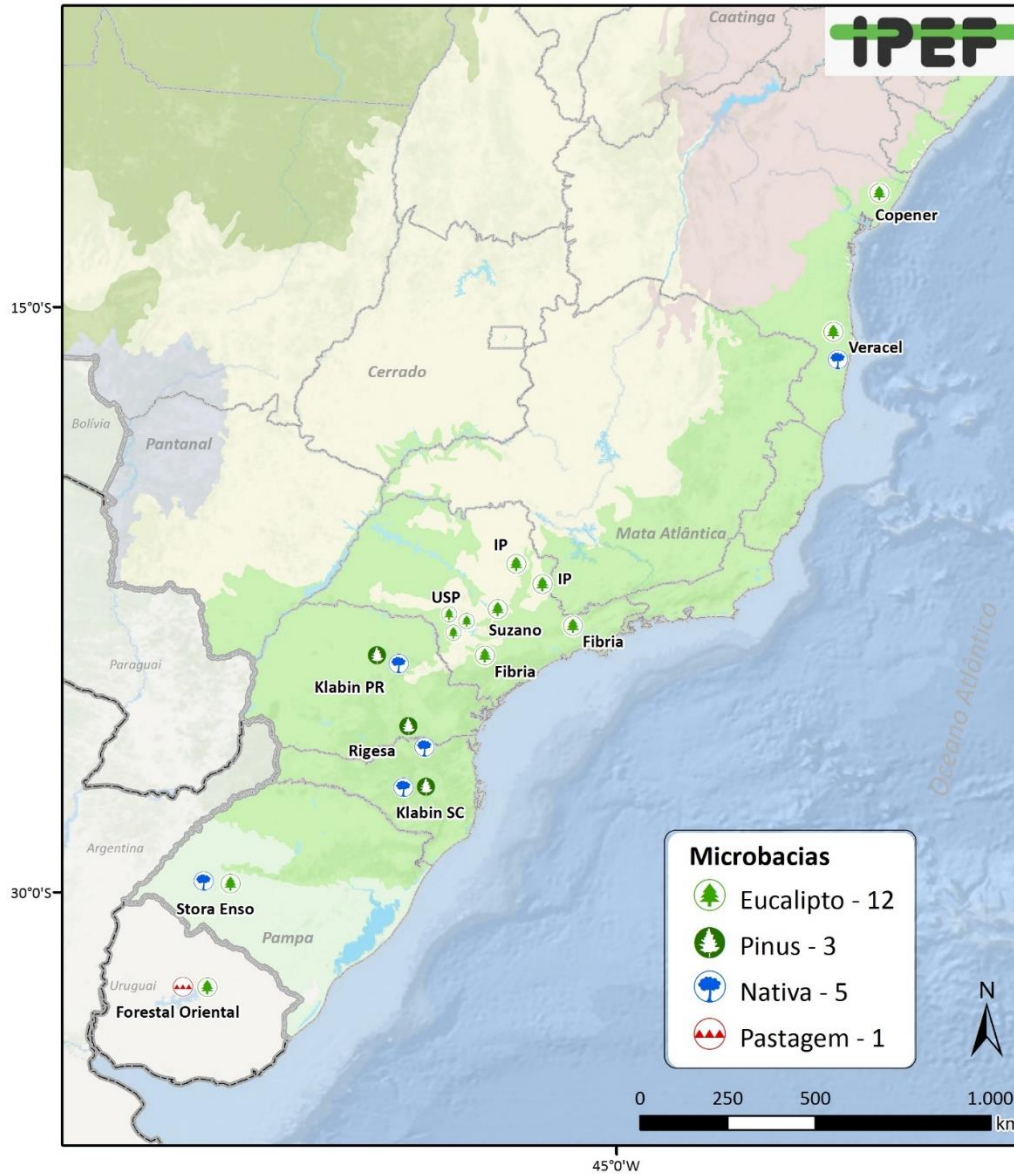 Caatinga
IPEF
Copener
15°0'S
Veracel
Cerrado
Bolívia
Pantanal
Mata Atlântica
IP
IP
USP
Suzano
Fibria
Fibria
Paraguai
Klabin PR
Oceano Atlântico
Rigesa
Klabin SC
Argentina
Microbacias
Eucalipto - 12
Pinus - 3
Nativa - 5
Pastagem - 1
30°0'S
Stora Enso
Pampa
Uruguai
Forestal Oriental
N
0 250 500 1.000
km
45°0'W